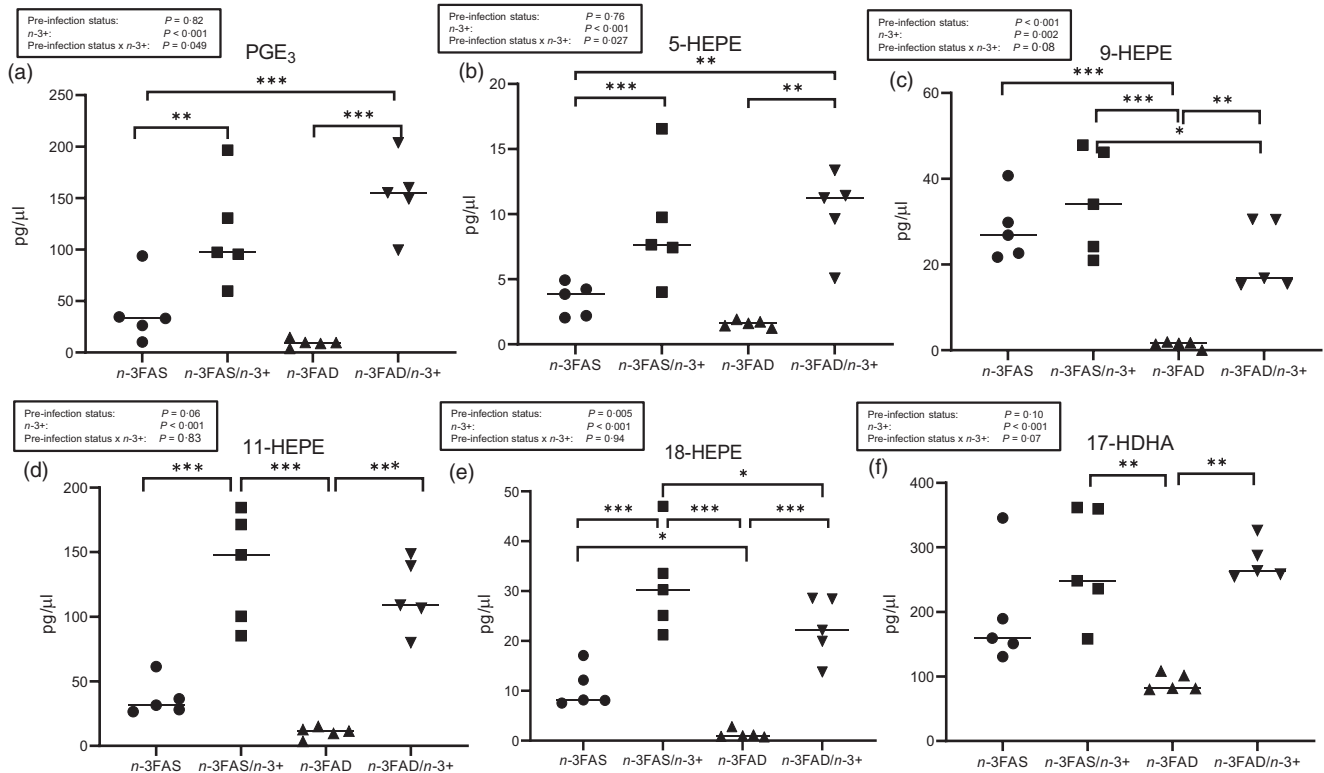 Pre-infection status: P = 0·82
n-3+: P < 0·001
Pre-infection status x n-3+: P = 0·049
(a)
PGE3
***
**
***
250
200
150
100
50
0
pg/µl
n-3FAS n-3FAS/n-3+ n-3FAD n-3FAD/n-3+
Pre-infection status: P = 0·76
n-3+: P < 0·001
Pre-infection status x n-3+: P = 0·027
(b)
5-HEPE
**
***
**
20
15
10
5
0
pg/µl
n-3FAS n-3FAS/n-3+ n-3FAD n-3FAD/n-3+
Pre-infection status: P < 0·001
n-3+: P = 0·002
Pre-infection status x n-3+: P = 0·08
(c)
9-HEPE
***
***
**
*
60
40
20
0
pg/µl
n-3FAS n-3FAS/n-3+ n-3FAD n-3FAD/n-3+
Pre-infection status: P = 0·06
n-3+: P < 0·001
Pre-infection status x n-3+: P = 0·83
(d)
11-HEPE
***
***
***
200
150
100
50
0
pg/µl
n-3FAS n-3FAS/n-3+ n-3FAD n-3FAD/n-3+
Pre-infection status: P = 0·005
n-3+: P < 0·001
Pre-infection status x n-3+: P = 0·94
(e)
18-HEPE
*
***
***
***
*
50
40
30
20
10
0
pg/µl
n-3FAS n-3FAS/n-3+ n-3FAD n-3FAD/n-3+
Pre-infection status: P = 0·10
n-3+: P < 0·001
Pre-infection status x n-3+: P = 0·07
(f)
17-HDHA
**
**
400
300
200
100
0
pg/µl
n-3FAS n-3FAS/n-3+ n-3FAD n-3FAD/n-3+